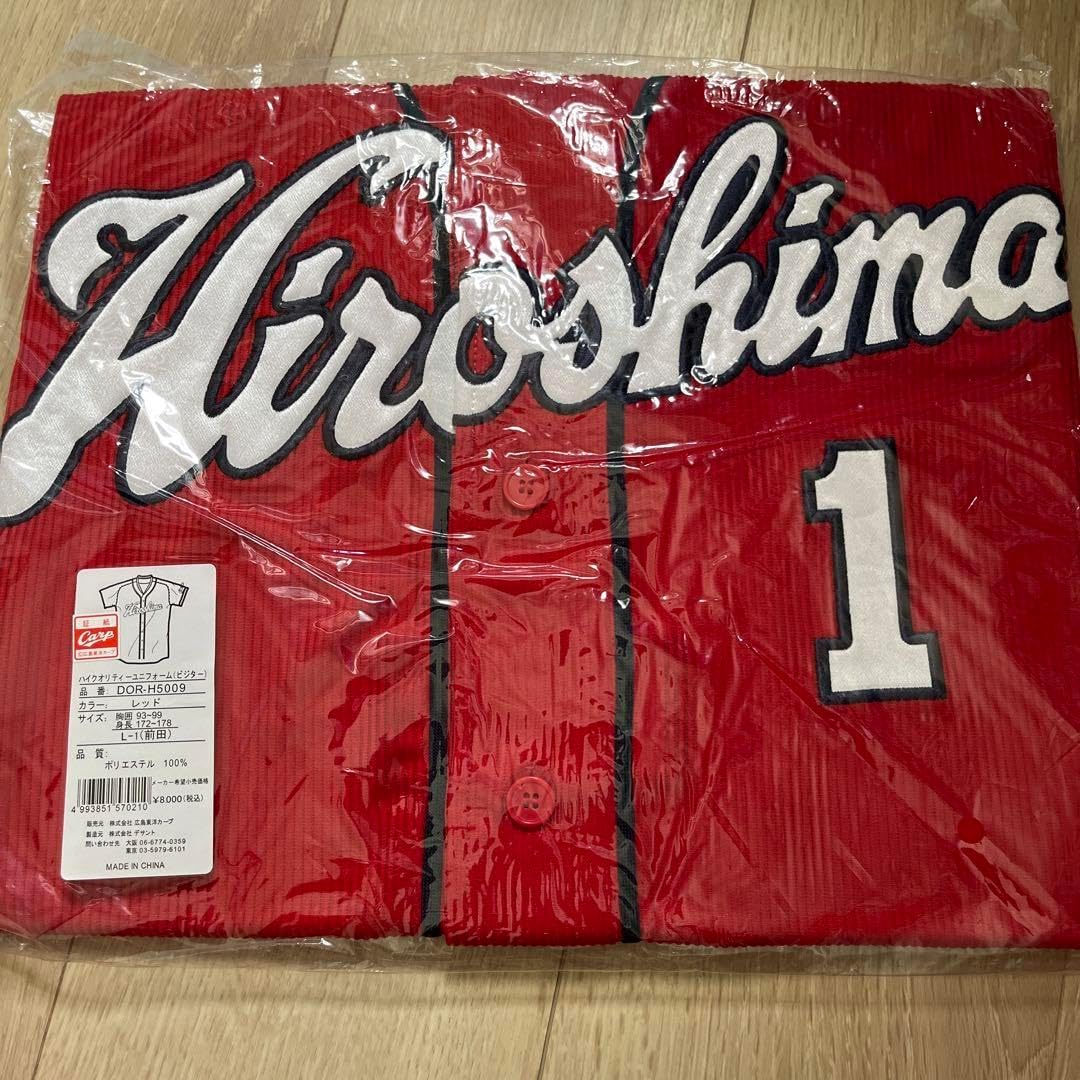 Hiroshima
1
Hiroshima
証 紙
Carp
©広島東洋カープ
ハイクオリティーユニフォーム(ビジター)
品 番: DOR-H5009
カラー: レッド
サイズ: 胸囲 93~99
身長 172~178
L-1(前田)
品 質:
ポリエステル 100%
メーカー希望小売価格
¥8,000(税込)
4 993851 570210
販売元 株式会社 広島東洋カープ
製造元 株式会社 デサント
問い合わせ先 大阪 06-6774-0359
東京 03-5979-6101
MADE IN CHINA